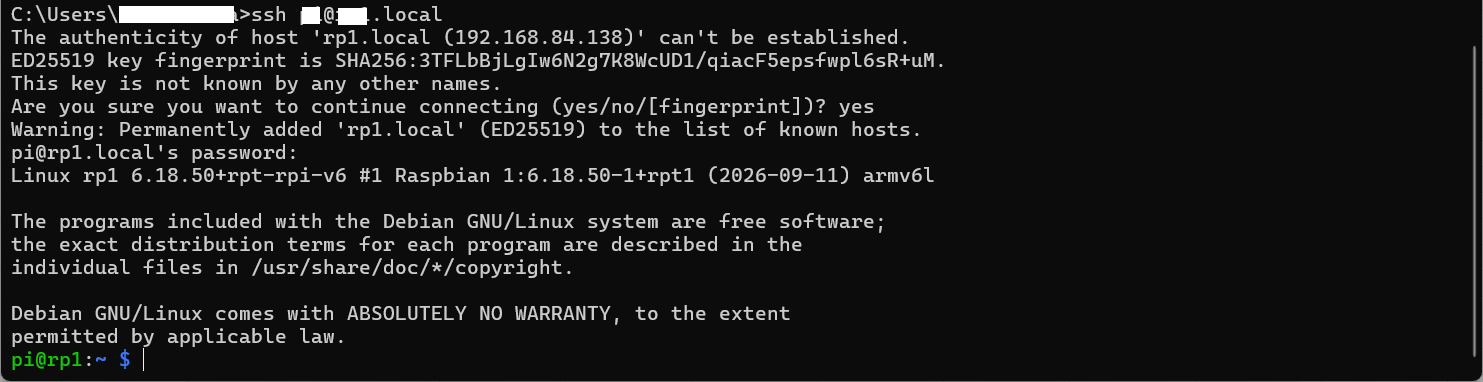 C:\Users\ >ssh @ .local
The authenticity of host 'rp1.local (192.168.84.138)' can't be established.
ED25519 key fingerprint is SHA256:3TFLbBjLgIw6N2g7K8WcUD1/qiacF5epsfwpl6sR+uM.
This key is not known by any other names.
Are you sure you want to continue connecting (yes/no/[fingerprint])? yes
Warning: Permanently added 'rp1.local' (ED25519) to the list of known hosts.
pi@rp1.local's password:
Linux rp1 6.18.50+rpt-rpi-v6 #1 Raspbian 1:6.18.50-1+rpt1 (2026-09-11) armv6l
The programs included with the Debian GNU/Linux system are free software;
the exact distribution terms for each program are described in the
individual files in /usr/share/doc/*/copyright.
Debian GNU/Linux comes with ABSOLUTELY NO WARRANTY, to the extent
permitted by applicable law.
pi@rp1:~ $